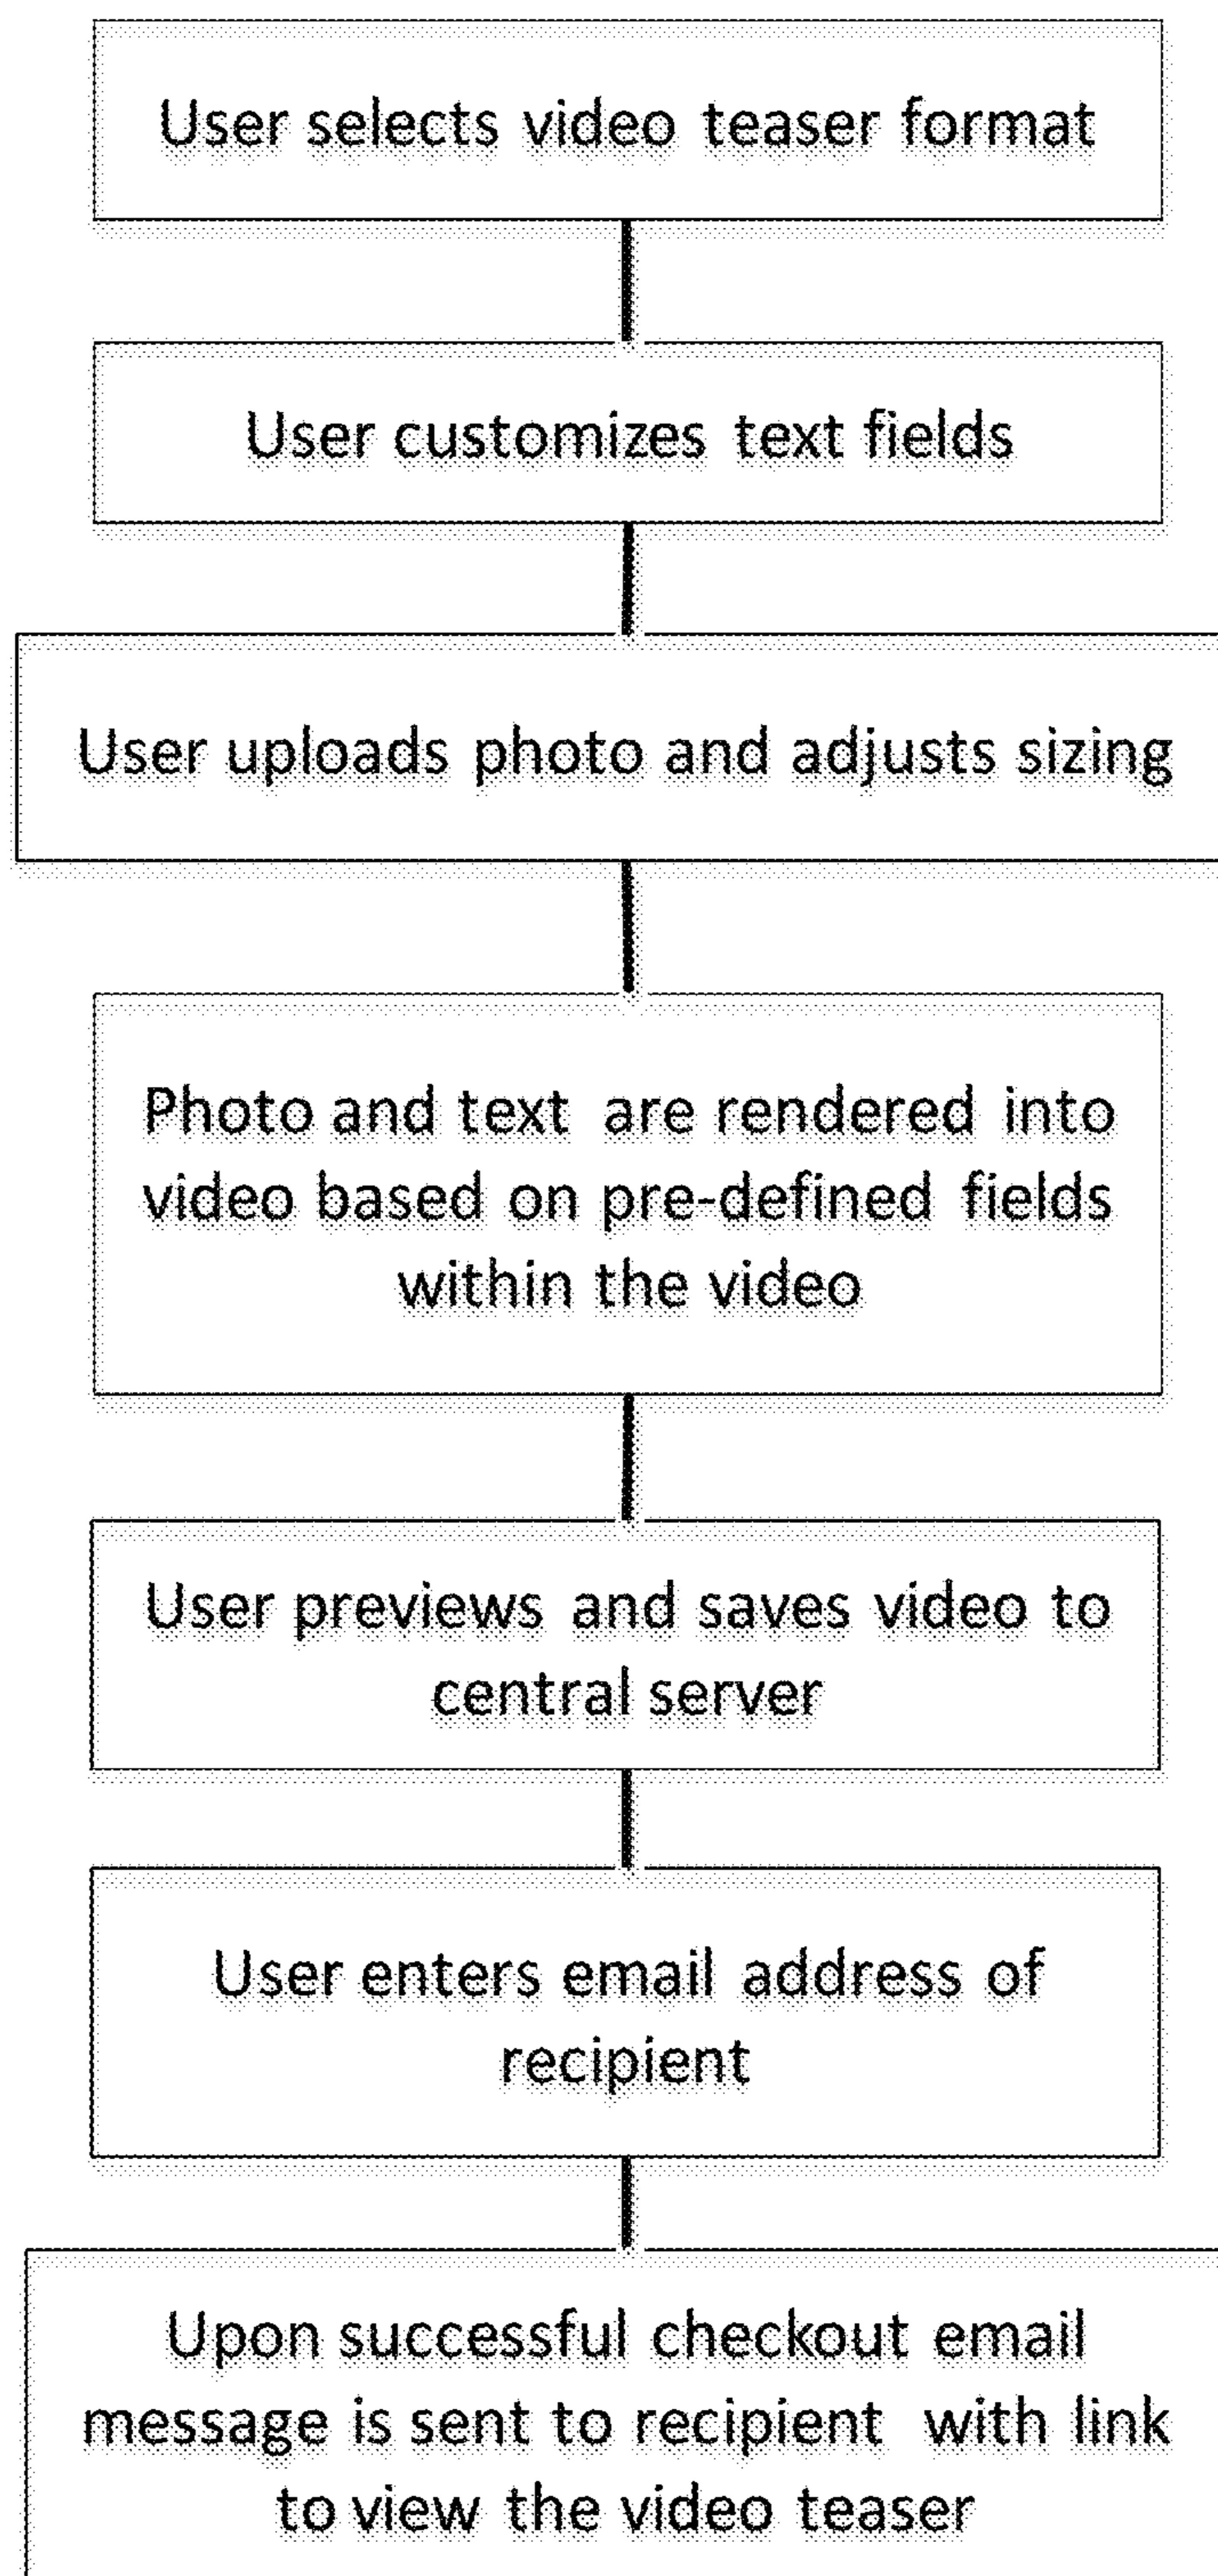 User selects video teaser format
User customizes text fields
User uploads photo and adjusts sizing
Photo and text are rendered into
video based on pre-defined fields
within the video
User previews and saves video to
central server
User enters email address of
recipient
Upon successful checkout email
message is sent to recipient with link
to view the video teaser